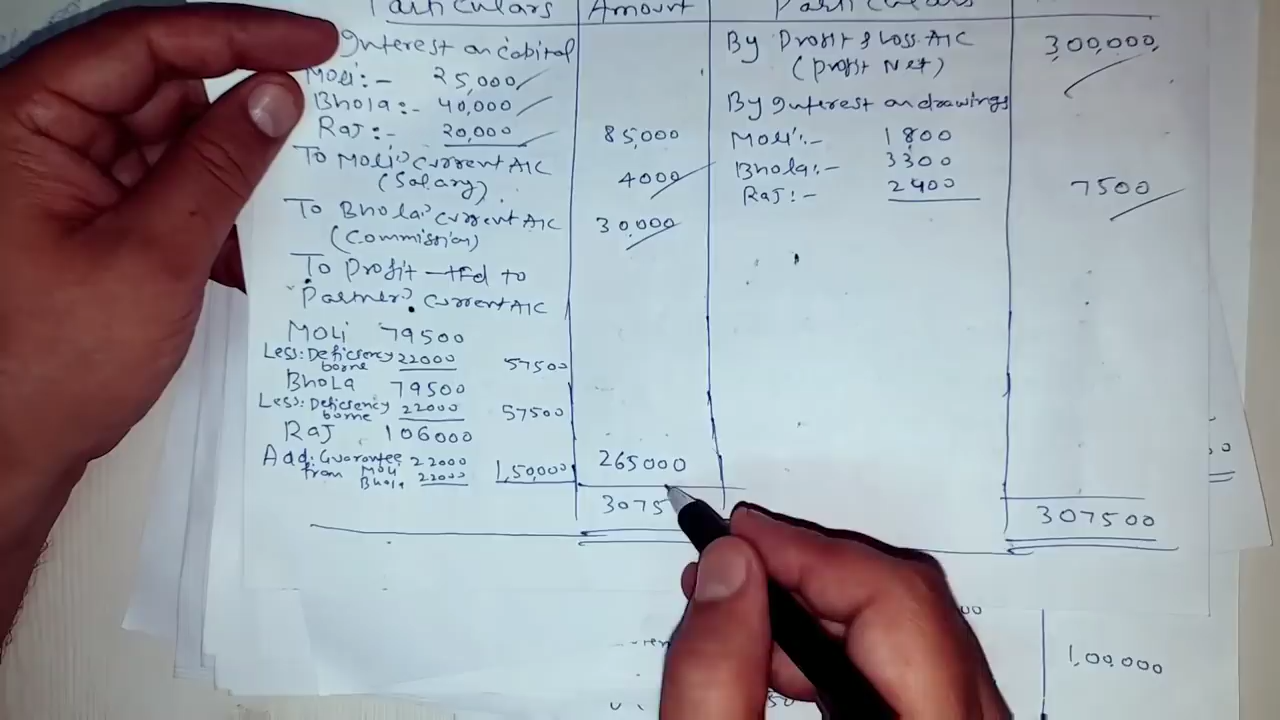 Particulars Amount Particulars
Interest on capital
Moli:- 25,000
Bhola:- 40,000
Raj:- 20,000 85,000
To Moli's Current A/C 4000
(Salary)
To Bhola's Current A/C 30,000
(Commission)
To Profit tfd to
Partner's Current A/C
MOLI 79500
Less: Deficiency 22000 57500
borne
BhoLa 79500
Less: Deficiency 22000 57500
borne
RAJ 106000
Add: Guarantee 22000
from Moli
Bhola 22000 1,50,000 265000
3075
By Profit & Loss A/C 300,000
(Profit Net)
By Interest on drawings
Moli:- 1800
Bhola:- 3300
Raj:- 2400 7500
307500
1,00,000